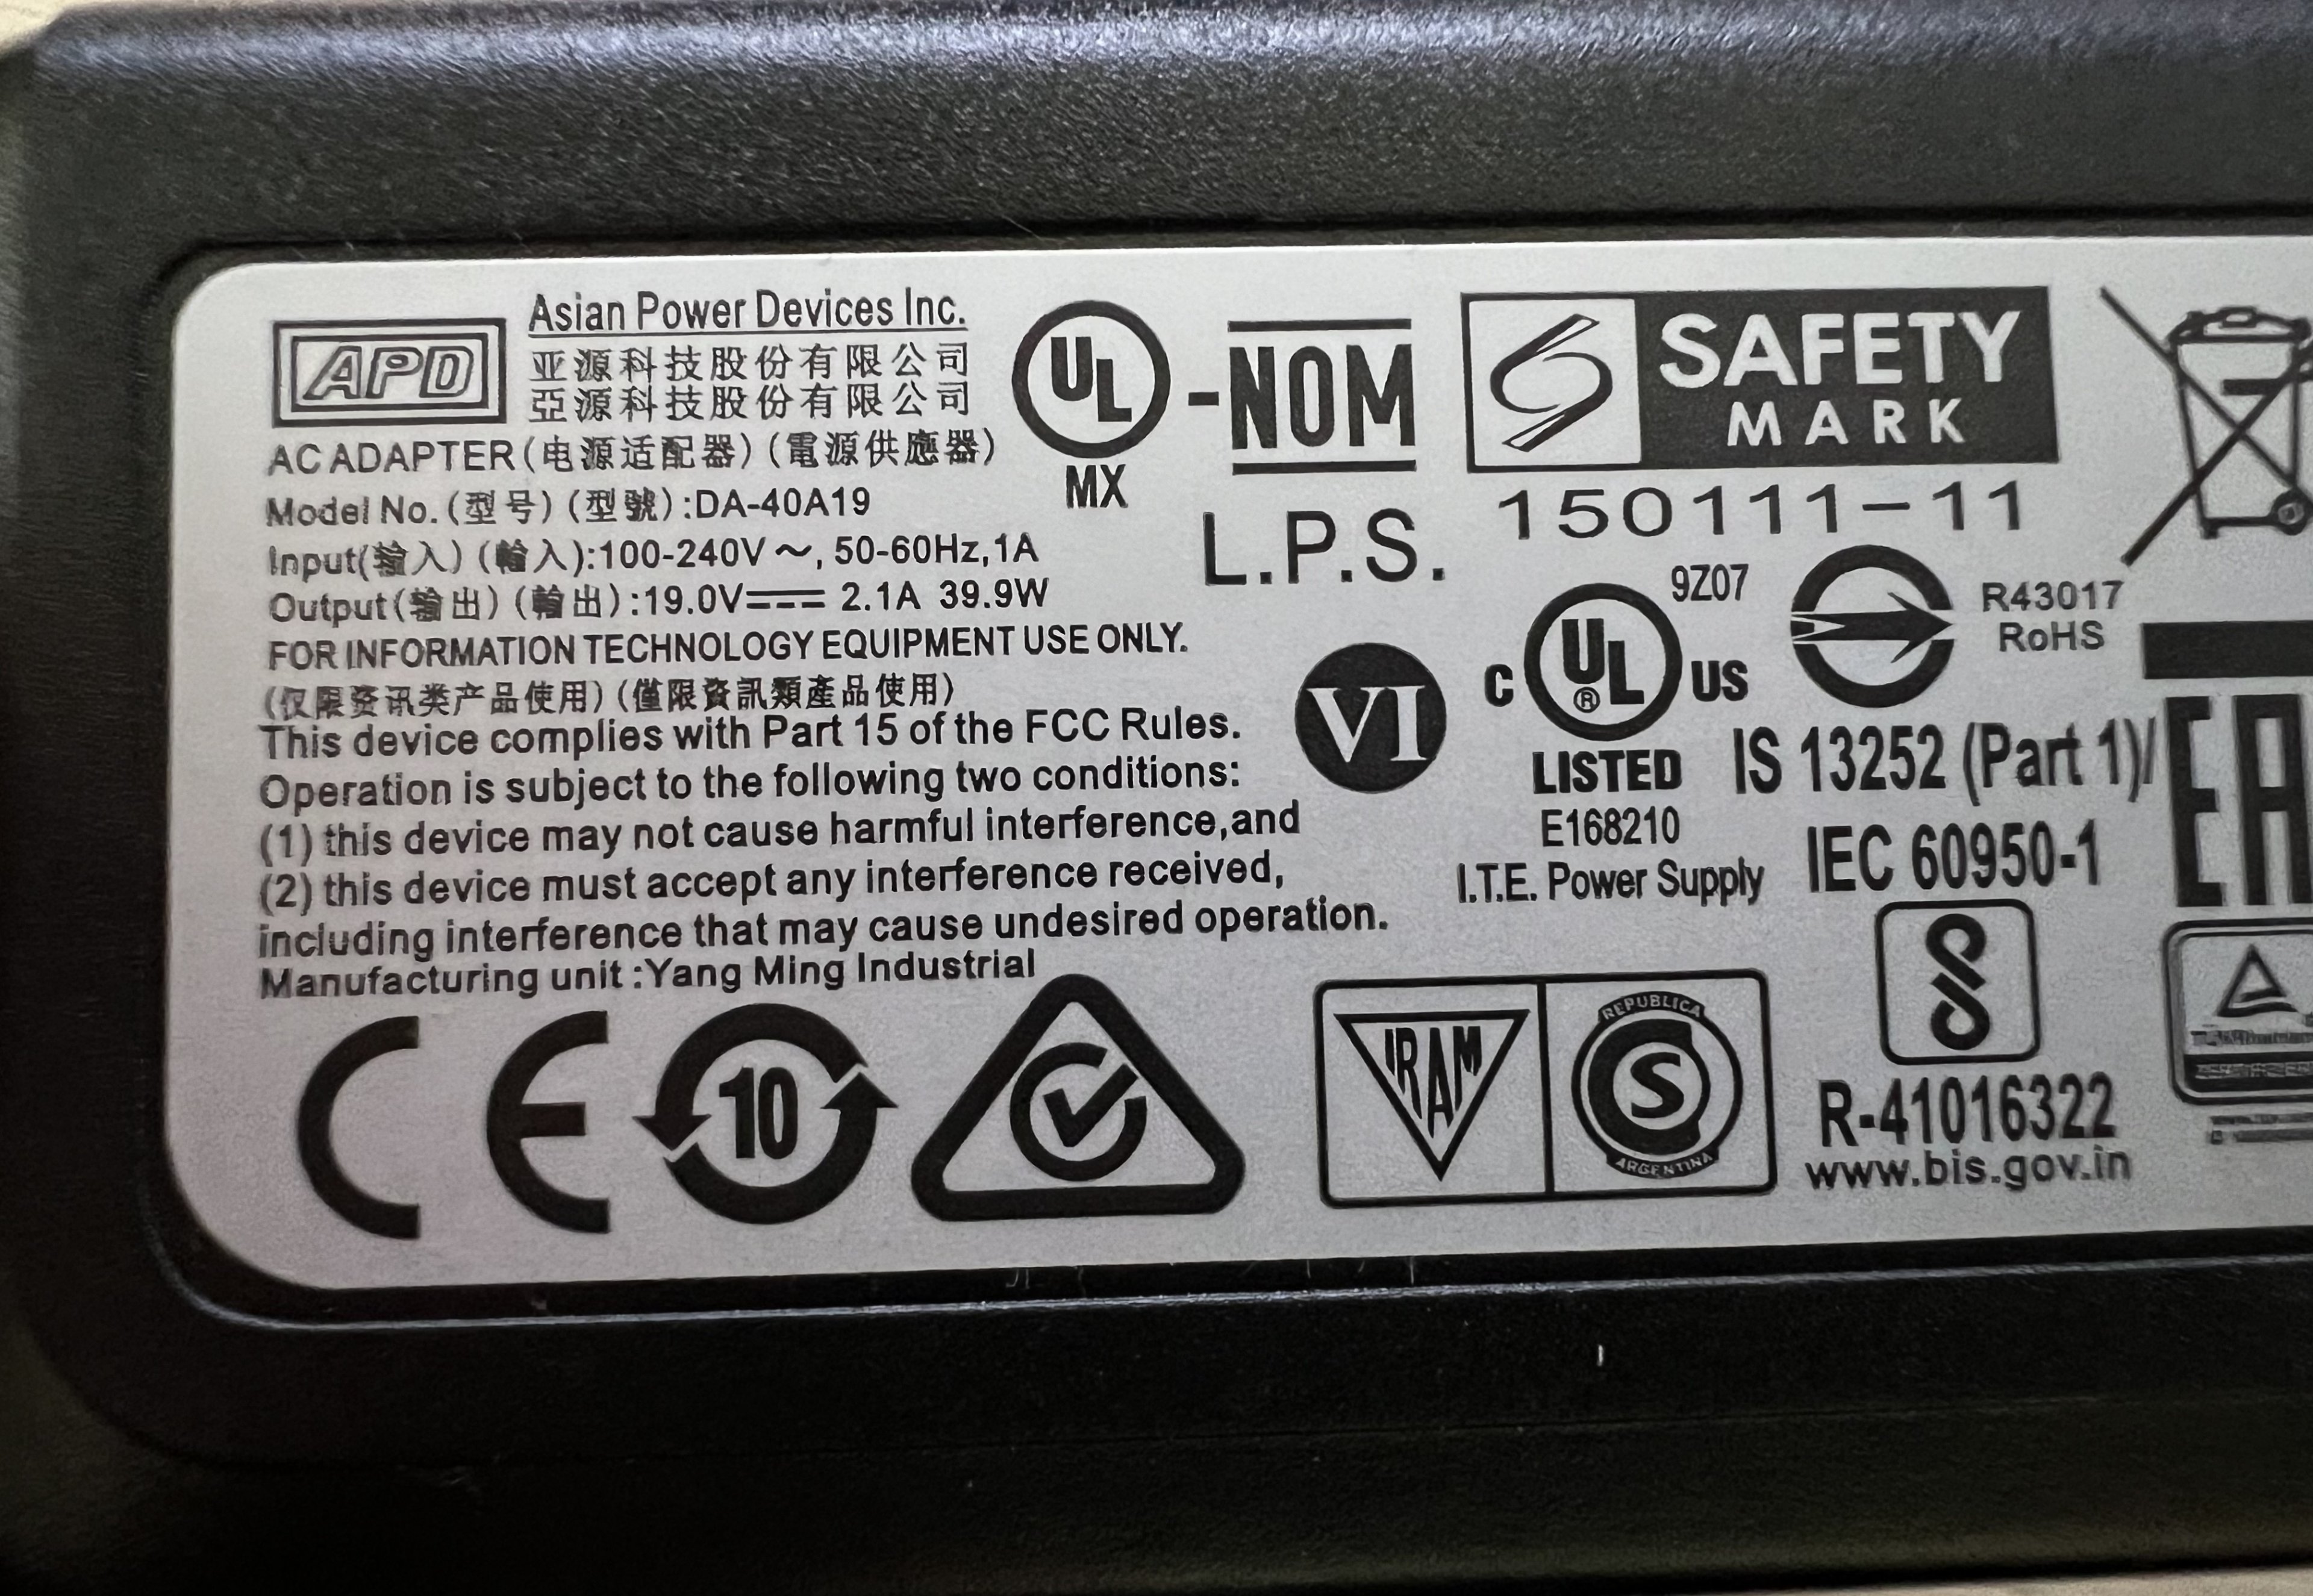 APD
Asian Power Devices Inc.
亚源科技股份有限公司
亞源科技股份有限公司
AC ADAPTER (电源适配器) (電源供應器)
Model No. (型号) (型號) :DA-40A19
Input(输入) (輸入):100-240V ～, 50-60Hz,1A
Output(输出) (輸出) :19.0V⎓ 2.1A 39.9W
FOR INFORMATION TECHNOLOGY EQUIPMENT USE ONLY.
(仅限资讯类产品使用) (僅限資訊類產品使用)
This device complies with Part 15 of the FCC Rules.
Operation is subject to the following two conditions:
(1) this device may not cause harmful interference,and
(2) this device must accept any interference received,
including interference that may cause undesired operation.
Manufacturing unit :Yang Ming Industrial
CE
10
UL
MX
-NOM
L.P.S.
VI
SAFETY
MARK
150111-11
9Z07
C UL ® US
LISTED
E168210
I.T.E. Power Supply
R43017
RoHS
IS 13252 (Part 1)/
IEC 60950-1
R-41016322
www.bis.gov.in
IRAM
REPUBLICA
S
ARGENTINA
EA